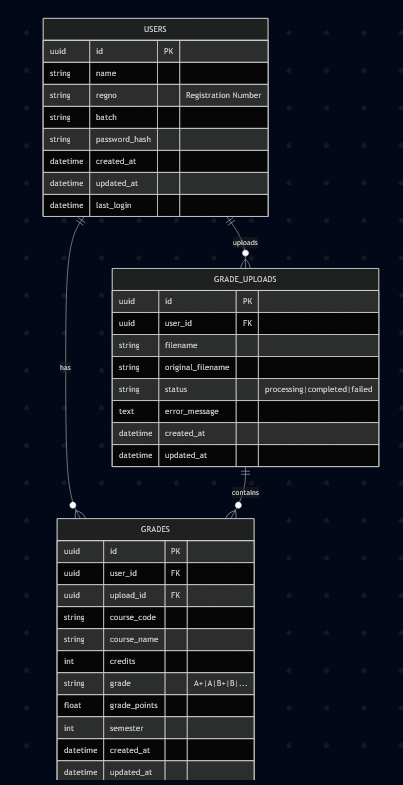 USERS
uuid id PK
string name
string regno Registration Number
string batch
string password_hash
datetime created_at
datetime updated_at
datetime last_login
uploads
GRADE_UPLOADS
uuid id PK
uuid user_id FK
string filename
string original_filename
string status processing|completed|failed
text error_message
datetime created_at
datetime updated_at
has
contains
GRADES
uuid id PK
uuid user_id FK
uuid upload_id FK
string course_code
string course_name
int credits
string grade A+|A|B+|B|...
float grade_points
int semester
datetime created_at
datetime updated_at